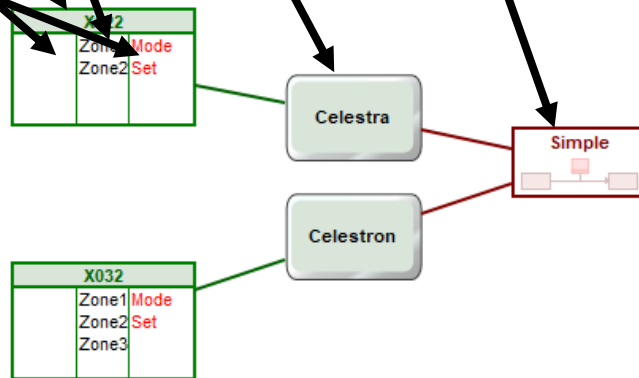 Mode
Zone2 Set
Celestra
Simple
Celestron
X032
Zone1 Mode
Zone2 Set
Zone3